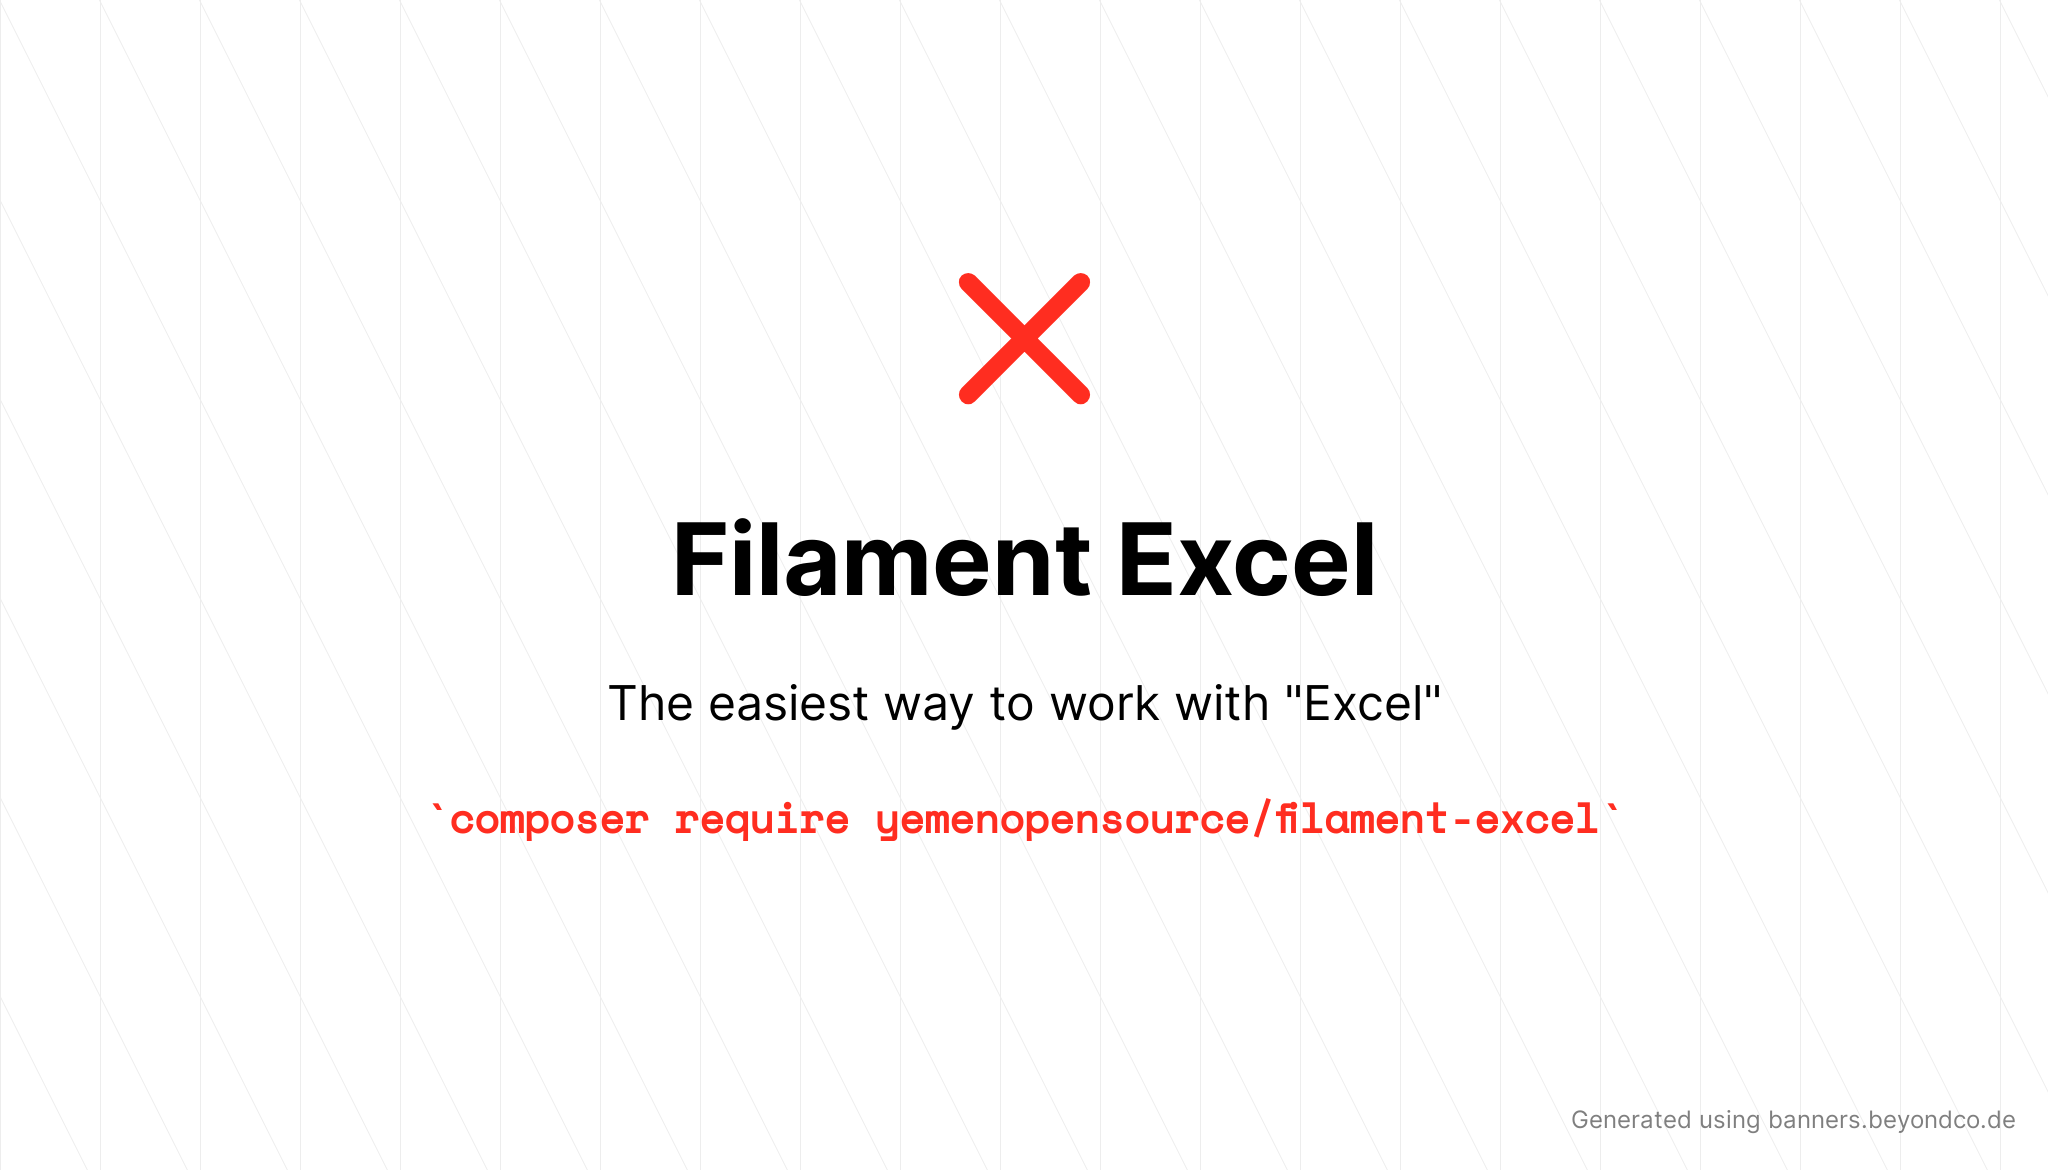 Filament Excel
The easiest way to work with "Excel"
`composer require yemenopensource/filament-excel`
Generated using banners.beyondco.de